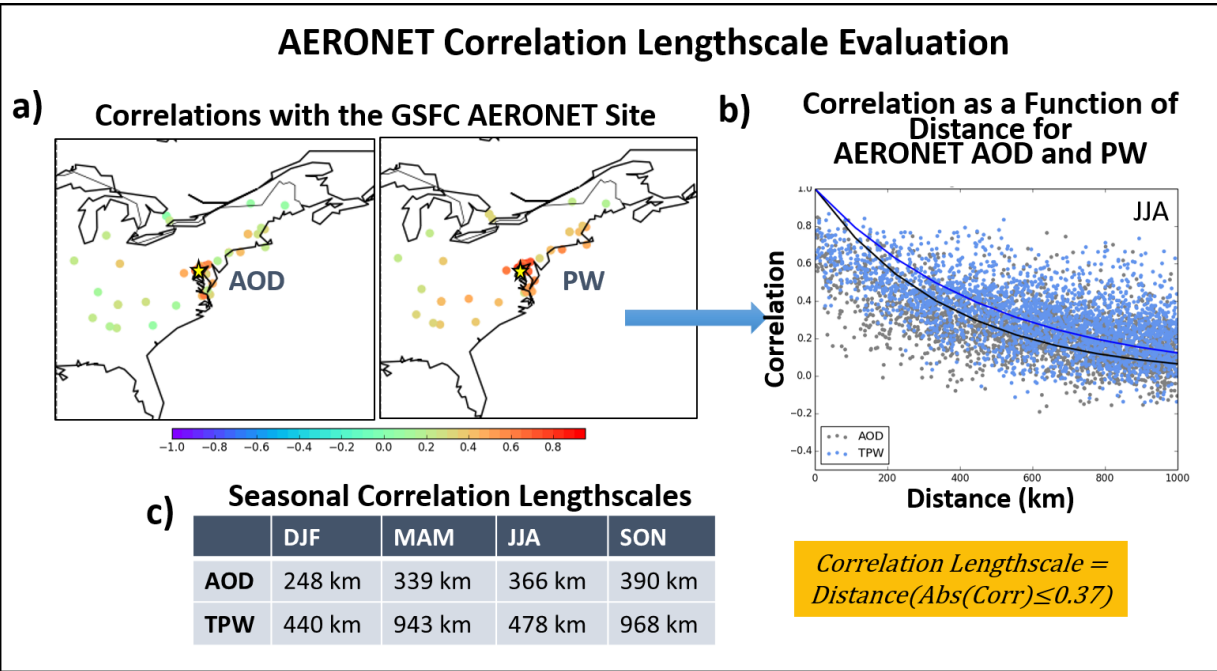 AERONET Correlation Lengthscale Evaluation
a)
Correlations with the GSFC AERONET Site
AOD
PW
-1.0 -0.8 -0.6 -0.4 -0.2 0.0 0.2 0.4 0.6 0.8
b)
Correlation as a Function of
Distance for
AERONET AOD and PW
JJA
Correlation
1.0
0.8
0.6
0.4
0.2
0.0
-0.2
-0.4
AOD
TPW
0 200 400 600 800 1000
Distance (km)
c)
Seasonal Correlation Lengthscales
DJF MAM JJA SON
AOD 248 km 339 km 366 km 390 km
TPW 440 km 943 km 478 km 968 km
Correlation Lengthscale =
Distance(Abs(Corr)≤0.37)